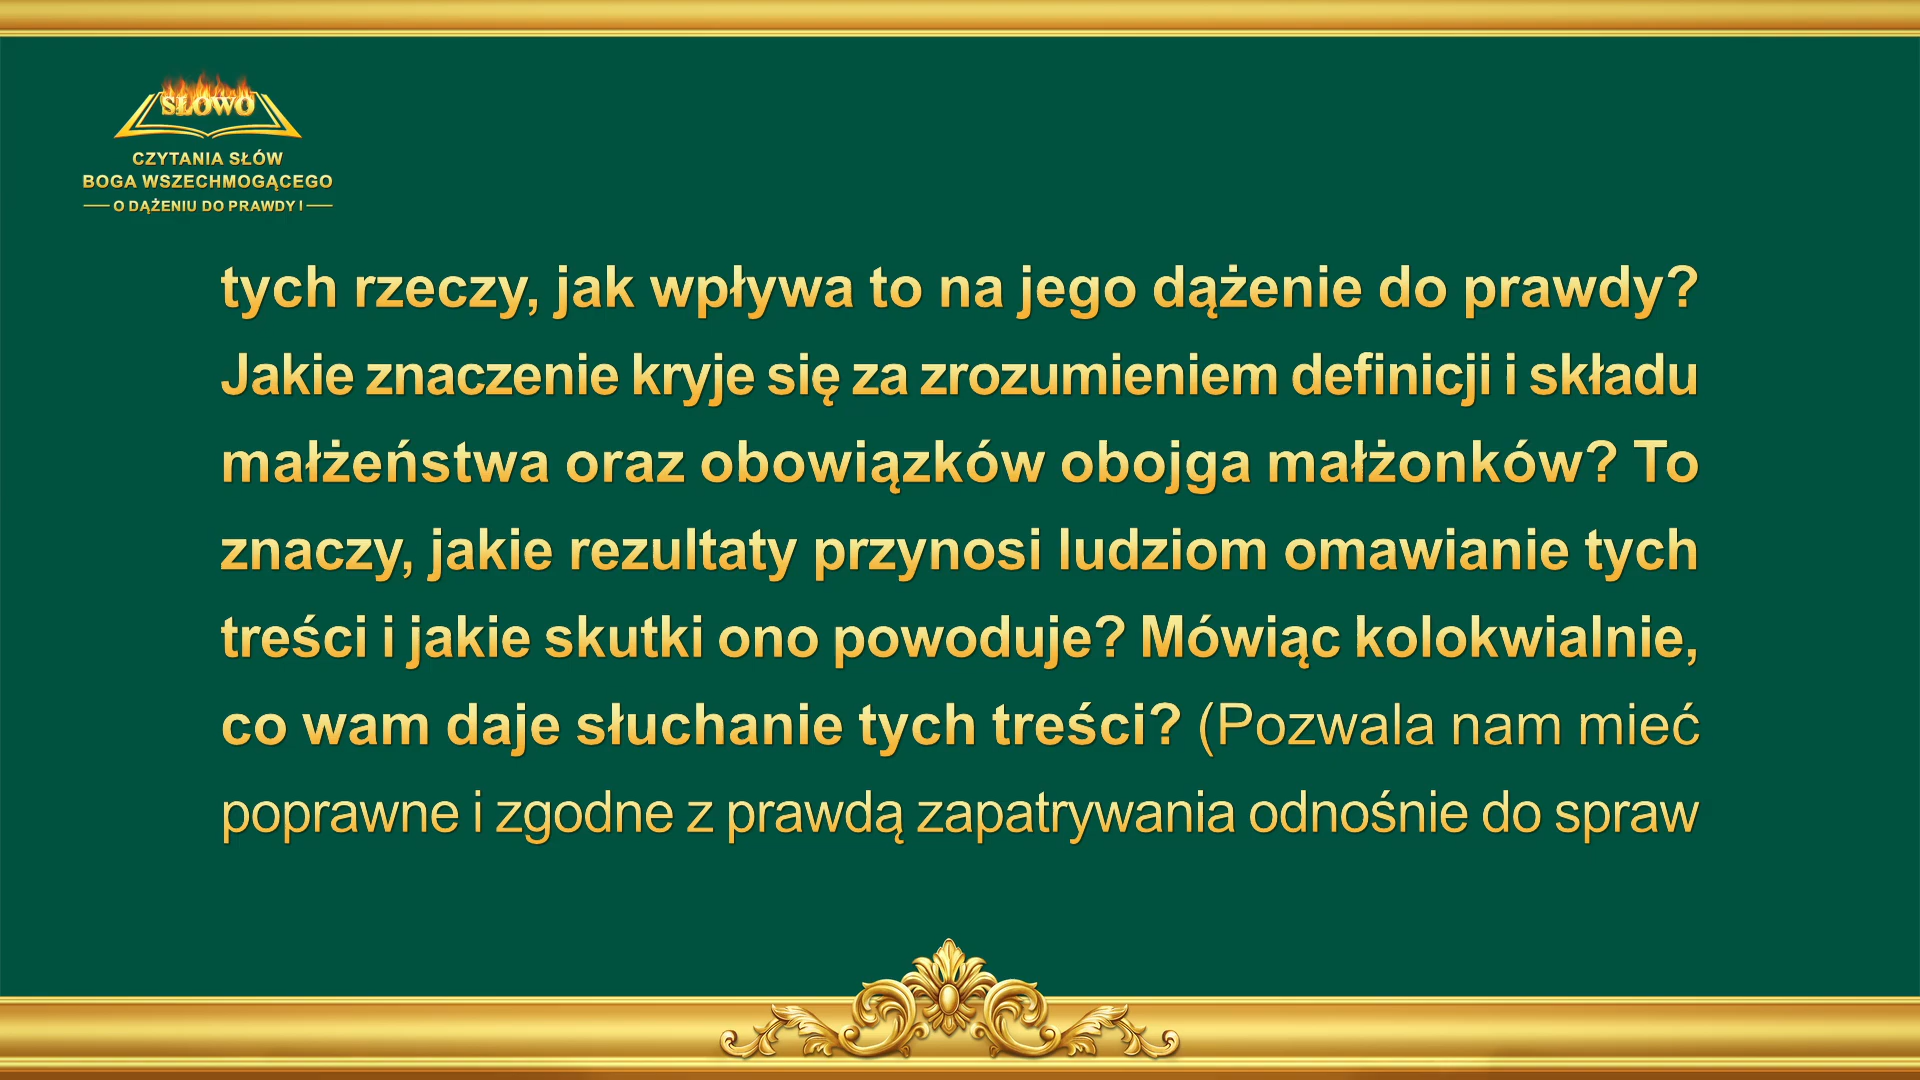 SŁOWO
CZYTANIA SŁÓW
BOGA WSZECHMOGĄCEGO
O DĄŻENIU DO PRAWDY I
tych rzeczy, jak wpływa to na jego dążenie do prawdy?
Jakie znaczenie kryje się za zrozumieniem definicji i składu
małżeństwa oraz obowiązków obojga małżonków? To
znaczy, jakie rezultaty przynosi ludziom omawianie tych
treści i jakie skutki ono powoduje? Mówiąc kolokwialnie,
co wam daje słuchanie tych treści? (Pozwala nam mieć
poprawne i zgodne z prawdą zapatrywania odnośnie do spraw